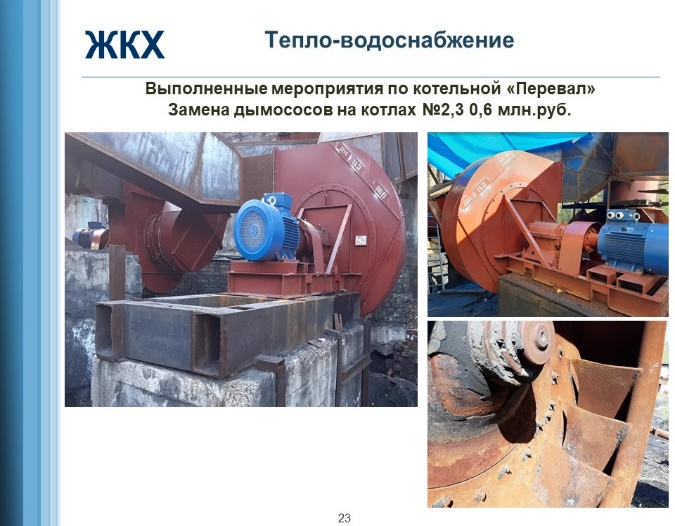 ЖКХ
Тепло-водоснабжение
Выполненные мероприятия по котельной «Перевал»
Замена дымососов на котлах №2,3 0,6 млн.руб.
23